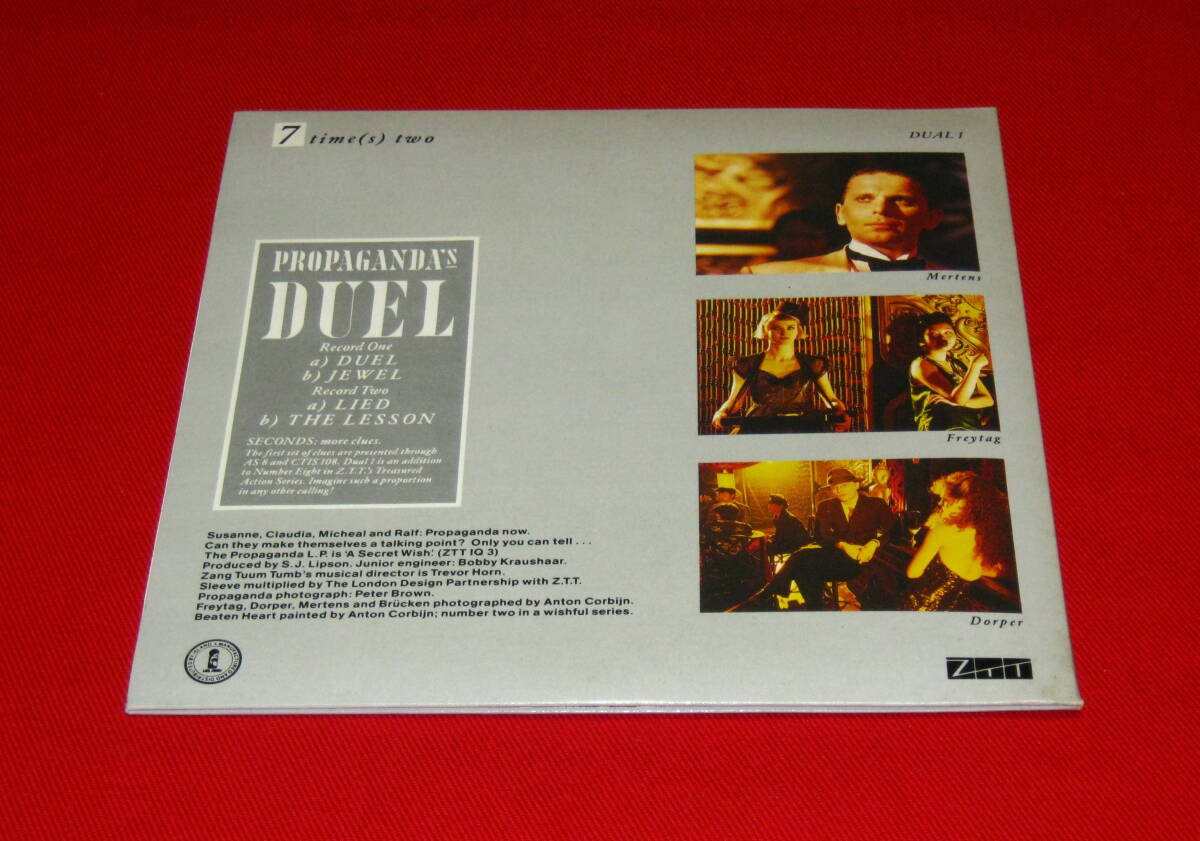 7 time(s) two
DUAL 1
PROPAGANDA'S
DUEL
Record One
a) DUEL
b) JEWEL
Record Two
a) LIED
b) THE LESSON
SECONDS: more clues.
The first set of clues are presented through
AS 8 and CTIS 108. Dual 1 is an addition
to Number Eight in Z.T.T.'s Treasured
Action Series. Imagine such a proportion
in any other calling!
Mertens
Freytag
Dorper
Susanne, Claudia, Micheal and Ralf: Propaganda now.
Can they make themselves a talking point? Only you can tell . . .
The Propaganda L.P. is 'A Secret Wish'. (ZTT IQ 3)
Produced by S.J. Lipson. Junior engineer: Bobby Kraushaar.
Zang Tuum Tumb's musical director is Trevor Horn.
Sleeve multiplied by The London Design Partnership with Z.T.T.
Propaganda photograph: Peter Brown.
Freytag, Dorper, Mertens and Brücken photographed by Anton Corbijn.
Beaten Heart painted by Anton Corbijn; number two in a wishful series.
MANUFACTURED AND DISTRIBUTED BY ISLAND
ZTT